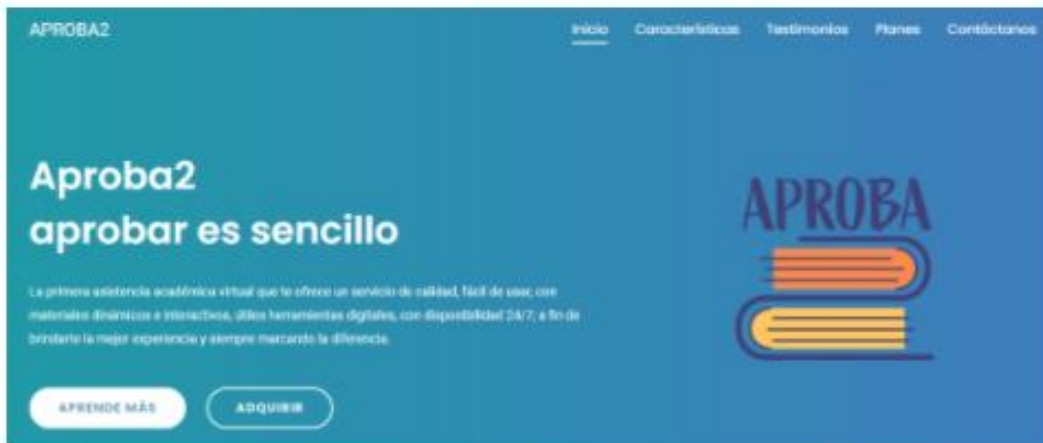 APROBA2
Inicio Características Testimonios Planes Contáctanos
Aproba2
aprobar es sencillo
La primera asistencia académica virtual que te ofrece un servicio de calidad, fácil de usar, con
materiales dinámicos e interactivos, útiles herramientas digitales, con disponibilidad 24/7; a fin de
brindarte la mejor experiencia y siempre marcando la diferencia.
APRENDE MÁS ADQUIRIR
APROBA